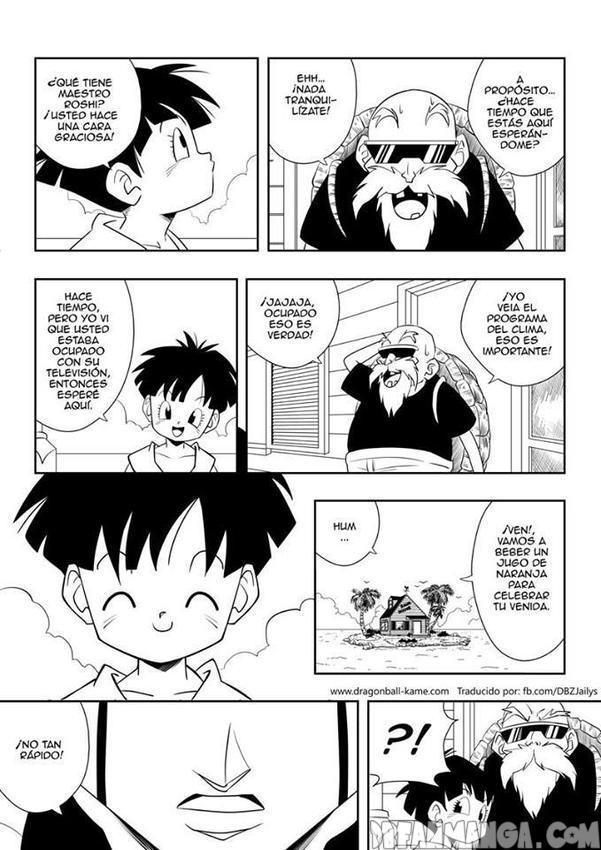 ¿QUÉ TIENE
MAESTRO
ROSHI?
¡USTED HACE
UNA CARA
GRACIOSA!
EHH...
¡NADA
TRANQUI-
LÍZATE!
A
PROPÓSITO...
¿HACE
TIEMPO QUE
ESTÁS AQUÍ
ESPERÁN-
DOME?
HACE
TIEMPO,
PERO YO VI
QUE USTED
ESTABA
OCUPADO
CON SU
TELEVISIÓN,
ENTONCES
ESPERÉ
AQUÍ.
¡JAJAJA,
OCUPADO
ESO ES
VERDAD!
¡YO
VEIA EL
PROGRAMA
DEL CLIMA,
ESO ES
IMPORTANTE!
HUM
...
¡VEN!,
VAMOS A
BEBER UN
JUGO DE
NARANJA
PARA
CELEBRAR
TU VENIDA.
www.dragonball-kame.com Traducido por: fb.com/DBZJailys
¡NO TAN
RÁPIDO!
?!
MIFANMANGA.COM